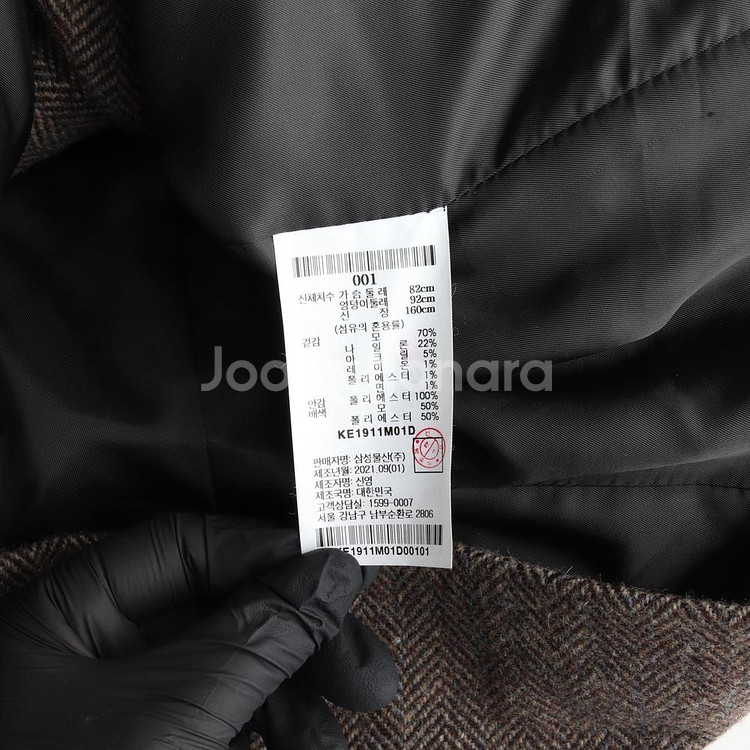 001
신체치수 가 슴 둘 레 82cm
엉덩이둘레 92cm
신 장 160cm
(섬유의 혼용률)
겉감 모 70%
나 일 론 22%
아 크 릴 5%
레 미 온 1%
폴 리 에 스 터 1%
면 1%
안감 폴 리 에 스 터 100%
배색 모 50%
폴 리 에 스 터 50%
KE1911M01D
판매자명: 삼성물산(주)
제조년월: 2021.09(01)
제조자명: 신영
제조국명: 대한민국
고객상담실: 1599-0007
서울 강남구 남부순환로 2806
KE1911M01D00101